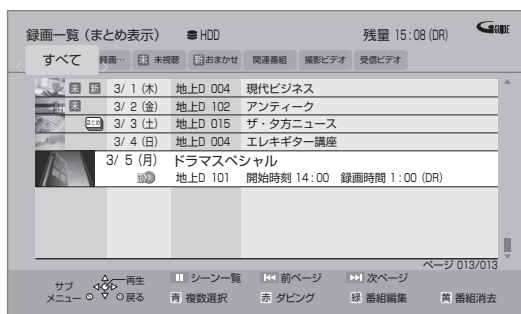 録画一覧（まとめ表示） HDD 残量 15：08（DR） G GUIDE
すべて 録画… 未 未視聴 新 おまかせ 関連番組 撮影ビデオ 受信ビデオ
未 新 3/ 1（木） 地上D 004 現代ビジネス
未 3/ 2（金） 地上D 102 アンティーク
まとめ 3/ 3（土） 地上D 015 ザ・夕方ニュース
3/ 4（日） 地上D 004 エレキギター講座
3/ 5（月） ドラマスペシャル
地上D 101 開始時刻 14：00 録画時間 1：00（DR）
ページ 013/013
サブメニュー 再生 戻る シーン一覧 前ページ 次ページ
青 複数選択 赤 ダビング 緑 番組編集 黄 番組消去